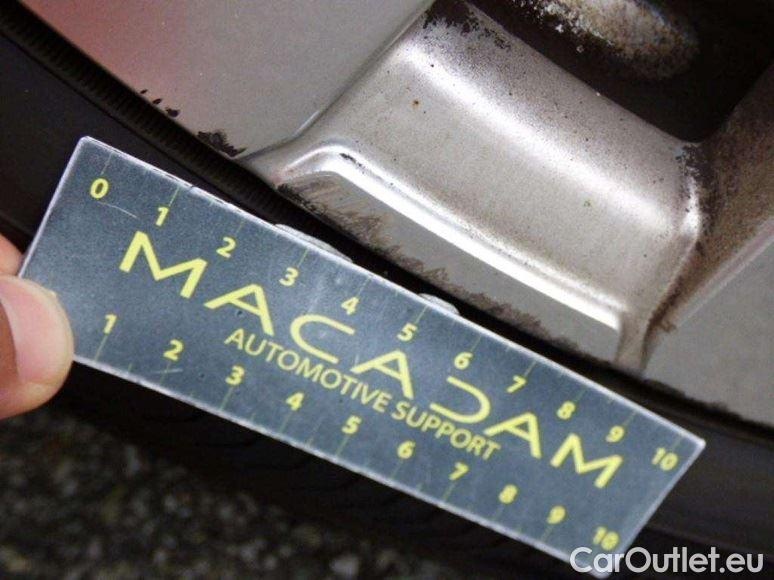 0 1 2 3 4 5 6 7 8 9 10
MACADAM
AUTOMOTIVE SUPPORT
1 2 3 4 5 6 7 8 9 10
CarOutlet.eu